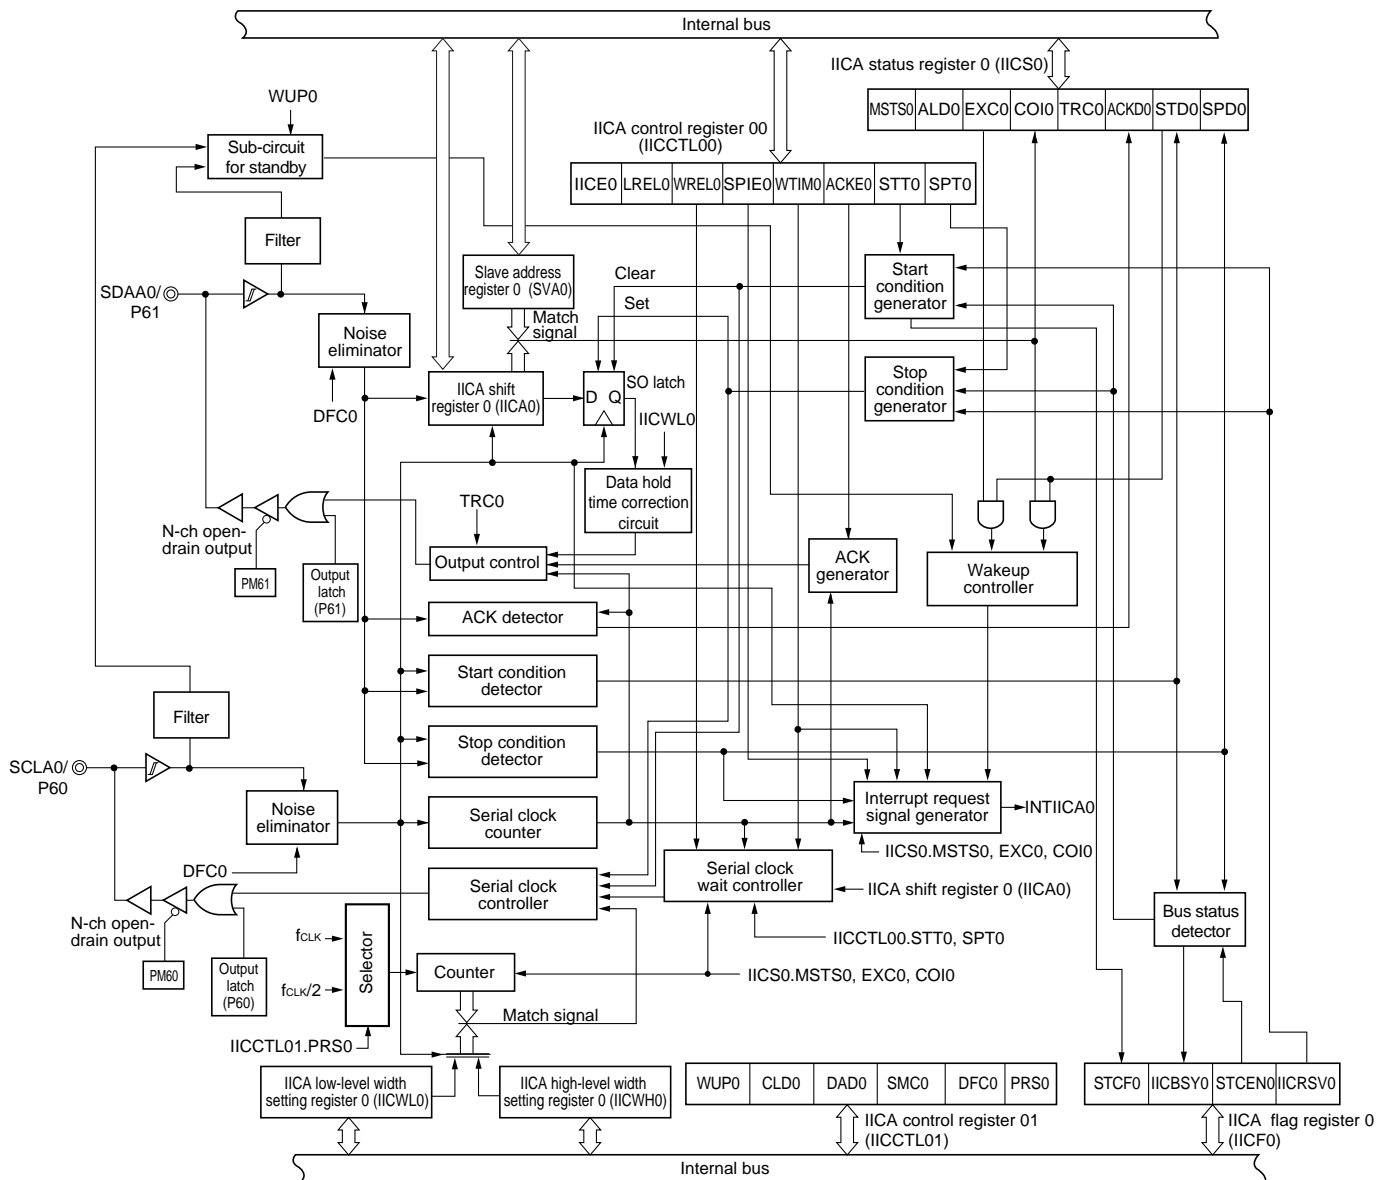 Internal bus
IICA status register 0 (IICS0)
MSTS0 ALD0 EXC0 COI0 TRC0 ACKD0 STD0 SPD0
WUP0
Sub-circuit
for standby
IICA control register 00
(IICCTL00)
IICE0 LREL0 WREL0 SPIE0 WTIM0 ACKE0 STT0 SPT0
Filter
SDAA0/
P61
Slave address
register 0 (SVA0)
Clear
Set
Start
condition
generator
Match
signal
Noise
eliminator
DFC0
IICA shift
register 0 (IICA0)
D Q
SO latch
IICWL0
Stop
condition
generator
Data hold
time correction
circuit
TRC0
N-ch open-
drain output
PM61
Output
latch
(P61)
Output control
ACK
generator
Wakeup
controller
ACK detector
Start condition
detector
Filter
Stop condition
detector
SCLA0/
P60
Noise
eliminator
DFC0
Serial clock
counter
Interrupt request
signal generator
INTIICA0
IICS0.MSTS0, EXC0, COI0
Serial clock
wait controller
IICA shift register 0 (IICA0)
Serial clock
controller
N-ch open-
drain output
PM60
Output
latch
(P60)
fCLK
fCLK/2
Selector
IICCTL01.PRS0
Counter
IICCTL00.STT0, SPT0
IICS0.MSTS0, EXC0, COI0
Bus status
detector
Match signal
IICA low-level width
setting register 0 (IICWL0)
IICA high-level width
setting register 0 (IICWH0)
WUP0 CLD0 DAD0 SMC0 DFC0 PRS0
IICA control register 01
(IICCTL01)
STCF0 IICBSY0 STCEN0 IICRSV0
IICA flag register 0
(IICF0)
Internal bus